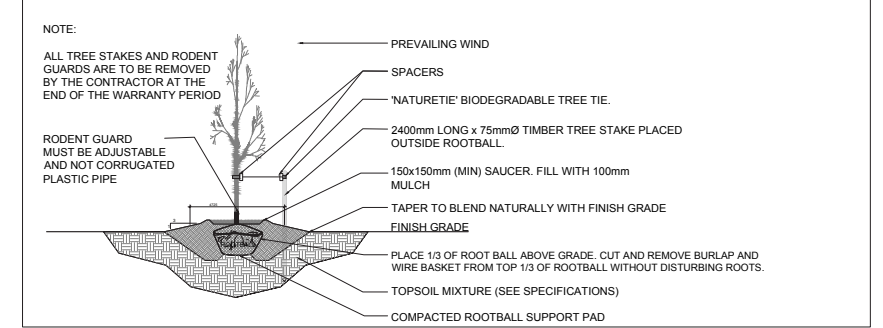 NOTE:
ALL TREE STAKES AND RODENT
GUARDS ARE TO BE REMOVED
BY THE CONTRACTOR AT THE
END OF THE WARRANTY PERIOD
RODENT GUARD
MUST BE ADJUSTABLE
AND NOT CORRUGATED
PLASTIC PIPE
PREVAILING WIND
SPACERS
'NATURETIE' BIODEGRADABLE TREE TIE.
2400mm LONG x 75mmØ TIMBER TREE STAKE PLACED
OUTSIDE ROOTBALL.
150x150mm (MIN) SAUCER. FILL WITH 100mm
MULCH
TAPER TO BLEND NATURALLY WITH FINISH GRADE
FINISH GRADE
PLACE 1/3 OF ROOT BALL ABOVE GRADE. CUT AND REMOVE BURLAP AND
WIRE BASKET FROM TOP 1/3 OF ROOTBALL WITHOUT DISTURBING ROOTS.
TOPSOIL MIXTURE (SEE SPECIFICATIONS)
COMPACTED ROOTBALL SUPPORT PAD